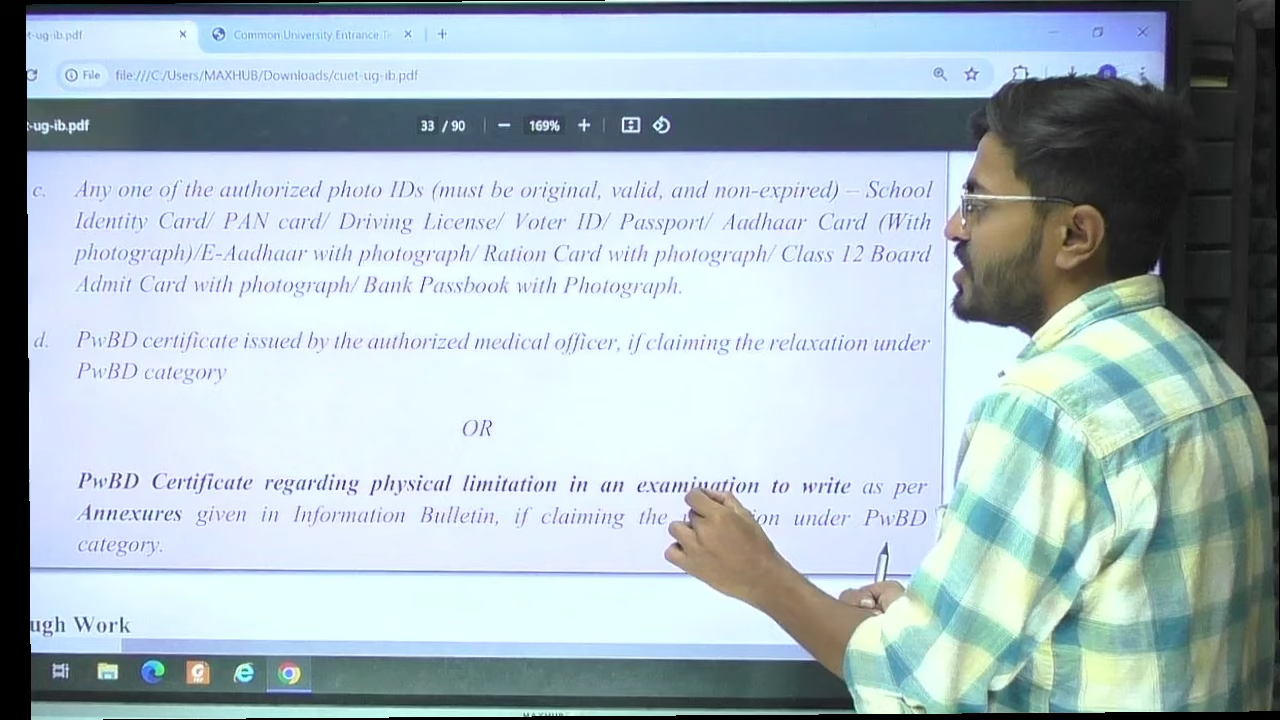 t-ug-ib.pdf
Common University Entrance Te
File
file:///C:/Users/MAXHUB/Downloads/cuet-ug-ib.pdf
t-ug-ib.pdf
33 / 90
169%
c. Any one of the authorized photo IDs (must be original, valid, and non-expired) – School
Identity Card/ PAN card/ Driving License/ Voter ID/ Passport/ Aadhaar Card (With
photograph)/E-Aadhaar with photograph/ Ration Card with photograph/ Class 12 Board
Admit Card with photograph/ Bank Passbook with Photograph.
d. PwBD certificate issued by the authorized medical officer, if claiming the relaxation under
PwBD category
OR
PwBD Certificate regarding physical limitation in an examination to write as per
Annexures given in Information Bulletin, if claiming the under PwBD
category.
ugh Work
MAXHUB